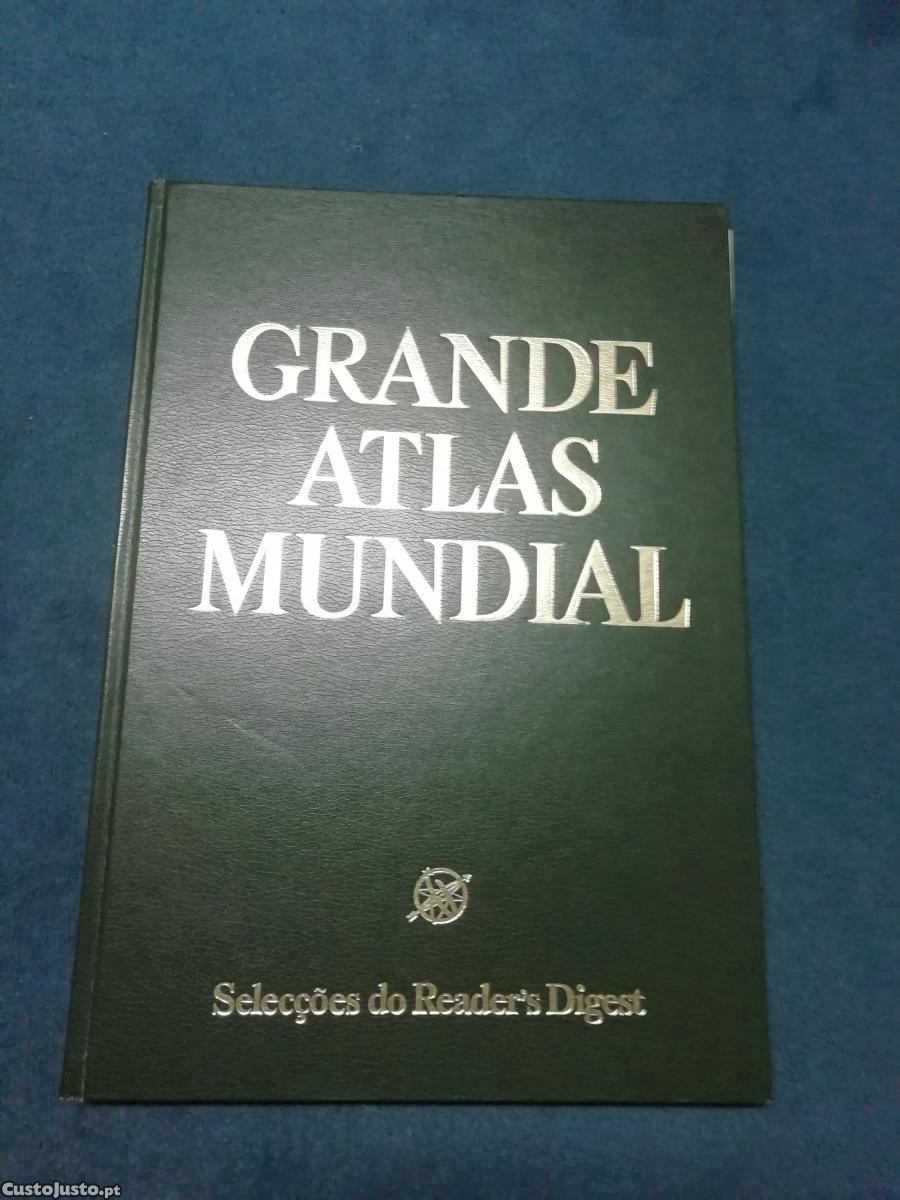 GRANDE
ATLAS
MUNDIAL
Selecções do Reader's Digest
CustoJusto.pt